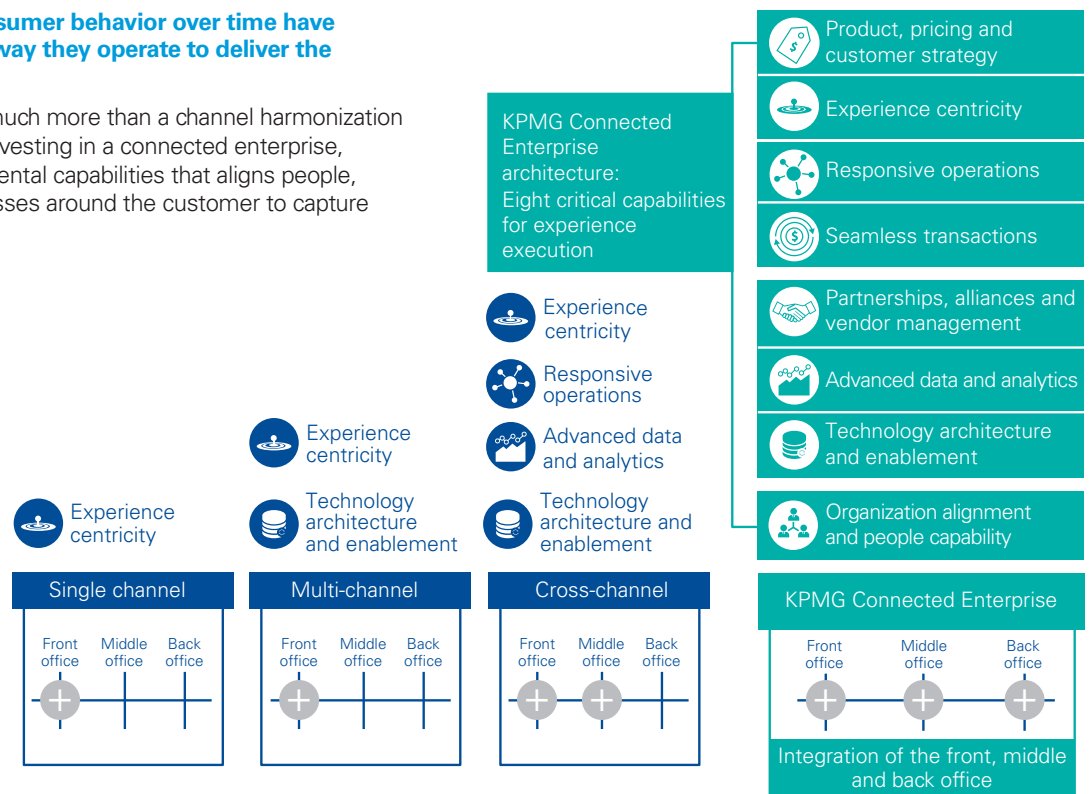 sumer behavior over time have
way they operate to deliver the
much more than a channel harmonization
vesting in a connected enterprise,
ental capabilities that aligns people,
sses around the customer to capture
KPMG Connected
Enterprise
architecture:
Eight critical capabilities
for experience
execution
Product, pricing and
customer strategy
Experience centricity
Responsive operations
Seamless transactions
Partnerships, alliances and
vendor management
Advanced data and analytics
Technology architecture
and enablement
Organization alignment
and people capability
Experience
centricity
Responsive
operations
Advanced data
and analytics
Technology
architecture and
enablement
Experience
centricity
Technology
architecture
and enablement
Experience
centricity
Single channel
Front
office
Middle
office
Back
office
Multi-channel
Front
office
Middle
office
Back
office
Cross-channel
Front
office
Middle
office
Back
office
KPMG Connected Enterprise
Front
office
Middle
office
Back
office
Integration of the front, middle
and back office